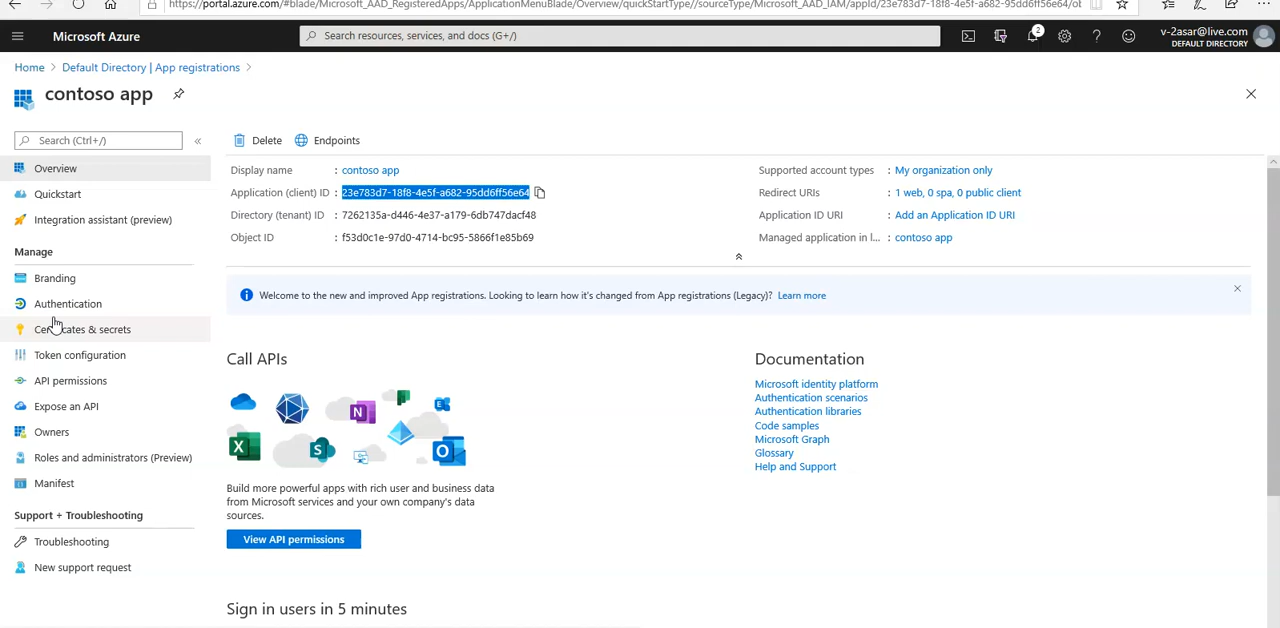 https://portal.azure.com/#blade/Microsoft_AAD_RegisteredApps/ApplicationMenuBlade/Overview/quickStartType//sourceType/Microsoft_AAD_IAM/appId/23e783d7-18f8-4e5f-a682-95dd6ff56e64/ob
Microsoft Azure
Search resources, services, and docs (G+/)
2
v-2asar@live.com
DEFAULT DIRECTORY
Home > Default Directory | App registrations >
contoso app
Search (Ctrl+/)
«
Delete
Endpoints
Overview
Quickstart
Integration assistant (preview)
Manage
Branding
Authentication
Certificates & secrets
Token configuration
API permissions
Expose an API
Owners
Roles and administrators (Preview)
Manifest
Support + Troubleshooting
Troubleshooting
New support request
Display name : contoso app
Application (client) ID : 23e783d7-18f8-4e5f-a682-95dd6ff56e64
Directory (tenant) ID : 7262135a-d446-4e37-a179-6db747dacf48
Object ID : f53d0c1e-97d0-4714-bc95-5866f1e85b69
Supported account types : My organization only
Redirect URIs : 1 web, 0 spa, 0 public client
Application ID URI : Add an Application ID URI
Managed application in l... : contoso app
Welcome to the new and improved App registrations. Looking to learn how it's changed from App registrations (Legacy)? Learn more
Call APIs
N
E
X
S
O
Build more powerful apps with rich user and business data
from Microsoft services and your own company's data
sources.
View API permissions
Documentation
Microsoft identity platform
Authentication scenarios
Authentication libraries
Code samples
Microsoft Graph
Glossary
Help and Support
Sign in users in 5 minutes